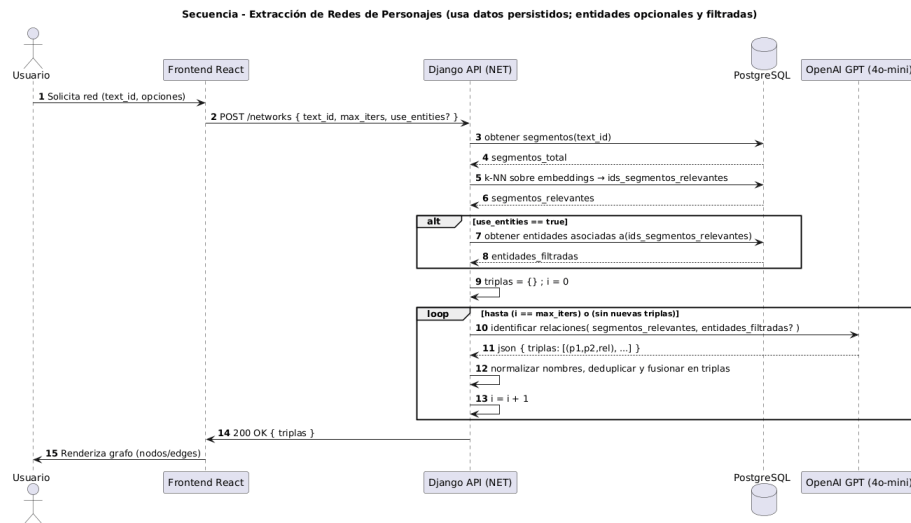 Secuencia - Extracción de Redes de Personajes (usa datos persistidos; entidades opcionales y filtradas)
Usuario
Frontend React
Django API (NET)
PostgreSQL
OpenAI GPT (4o-mini)
1 Solicita red (text_id, opciones)
2 POST /networks { text_id, max_iters, use_entities? }
3 obtener segmentos(text_id)
4 segmentos_total
5 k-NN sobre embeddings → ids_segmentos_relevantes
6 segmentos_relevantes
alt [use_entities == true]
7 obtener entidades asociadas a(ids_segmentos_relevantes)
8 entidades_filtradas
9 triplas = {} ; i = 0
loop [hasta (i == max_iters) o (sin nuevas triplas)]
10 identificar relaciones( segmentos_relevantes, entidades_filtradas? )
11 json { triplas: [(p1,p2,rel), ...] }
12 normalizar nombres, deduplicar y fusionar en triplas
13 i = i + 1
14 200 OK { triplas }
15 Renderiza grafo (nodos/edges)
Usuario
Frontend React
Django API (NET)
PostgreSQL
OpenAI GPT (4o-mini)